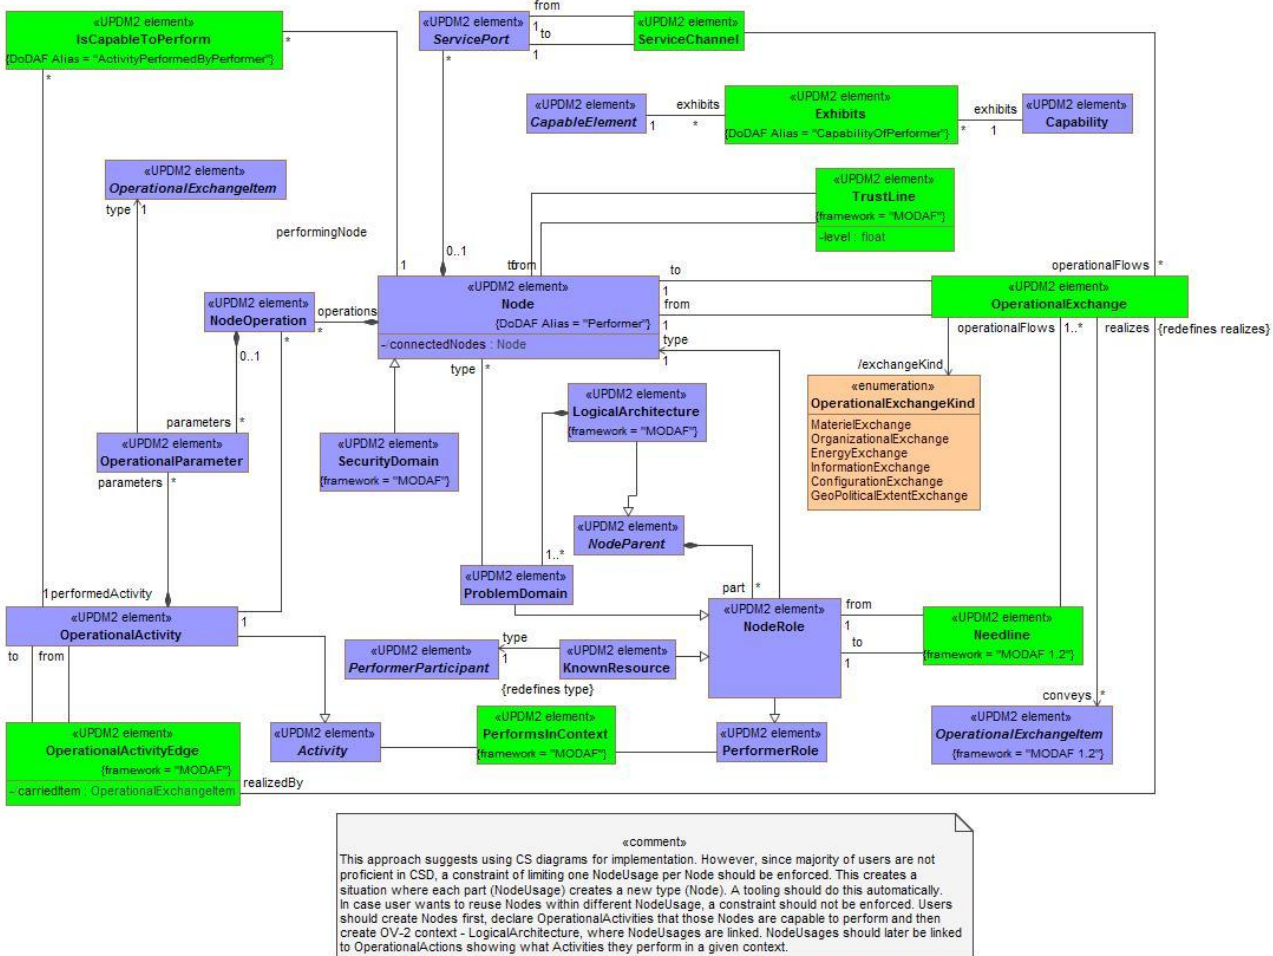 «UPDM2 element»
IsCapableToPerform
{DoDAF Alias = "ActivityPerformedByPerformer"}
*
*
«UPDM2 element»
ServicePort
from
1
to
1
*
«UPDM2 element»
ServiceChannel
«UPDM2 element»
CapableElement
exhibits
1
*
«UPDM2 element»
Exhibits
{DoDAF Alias = "CapabilityOfPerformer"}
exhibits
*
1
«UPDM2 element»
Capability
«UPDM2 element»
OperationalExchangeItem
type
1
performingNode
1
0..1
«UPDM2 element»
TrustLine
{framework = "MODAF"}
-level : float
to
from
operationalFlows
*
«UPDM2 element»
NodeOperation
operations
*
*
0..1
«UPDM2 element»
Node
{DoDAF Alias = "Performer"}
-/connectedNodes : Node
to
1
from
1
type
1
«UPDM2 element»
OperationalExchange
operationalFlows
1..*
realizes
{redefines realizes}
/exchangeKind
type
*
«enumeration»
OperationalExchangeKind
MaterielExchange
OrganizationalExchange
EnergyExchange
InformationExchange
ConfigurationExchange
GeoPoliticalExtentExchange
«UPDM2 element»
LogicalArchitecture
{framework = "MODAF"}
parameters
*
«UPDM2 element»
OperationalParameter
parameters
*
«UPDM2 element»
SecurityDomain
{framework = "MODAF"}
«UPDM2 element»
NodeParent
1..*
«UPDM2 element»
ProblemDomain
part
*
1
performedActivity
«UPDM2 element»
OperationalActivity
1
to
from
«UPDM2 element»
NodeRole
from
1
to
1
«UPDM2 element»
Needline
{framework = "MODAF 1.2"}
«UPDM2 element»
PerformerParticipant
type
1
{redefines type}
«UPDM2 element»
KnownResource
conveys
*
«UPDM2 element»
OperationalActivityEdge
{framework = "MODAF"}
-/carriedItem : OperationalExchangeItem
realizedBy
«UPDM2 element»
Activity
«UPDM2 element»
PerformsInContext
{framework = "MODAF"}
«UPDM2 element»
PerformerRole
«UPDM2 element»
OperationalExchangeItem
{framework = "MODAF 1.2"}
«comment»
This approach suggests using CS diagrams for implementation. However, since majority of users are not
proficient in CSD, a constraint of limiting one NodeUsage per Node should be enforced. This creates a
situation where each part (NodeUsage) creates a new type (Node). A tooling should do this automatically.
In case user wants to reuse Nodes within different NodeUsage, a constraint should not be enforced. Users
should create Nodes first, declare OperationalActivities that those Nodes are capable to perform and then
create OV-2 context - LogicalArchitecture, where NodeUsages are linked. NodeUsages should later be linked
to OperationalActions showing what Activities they perform in a given context.